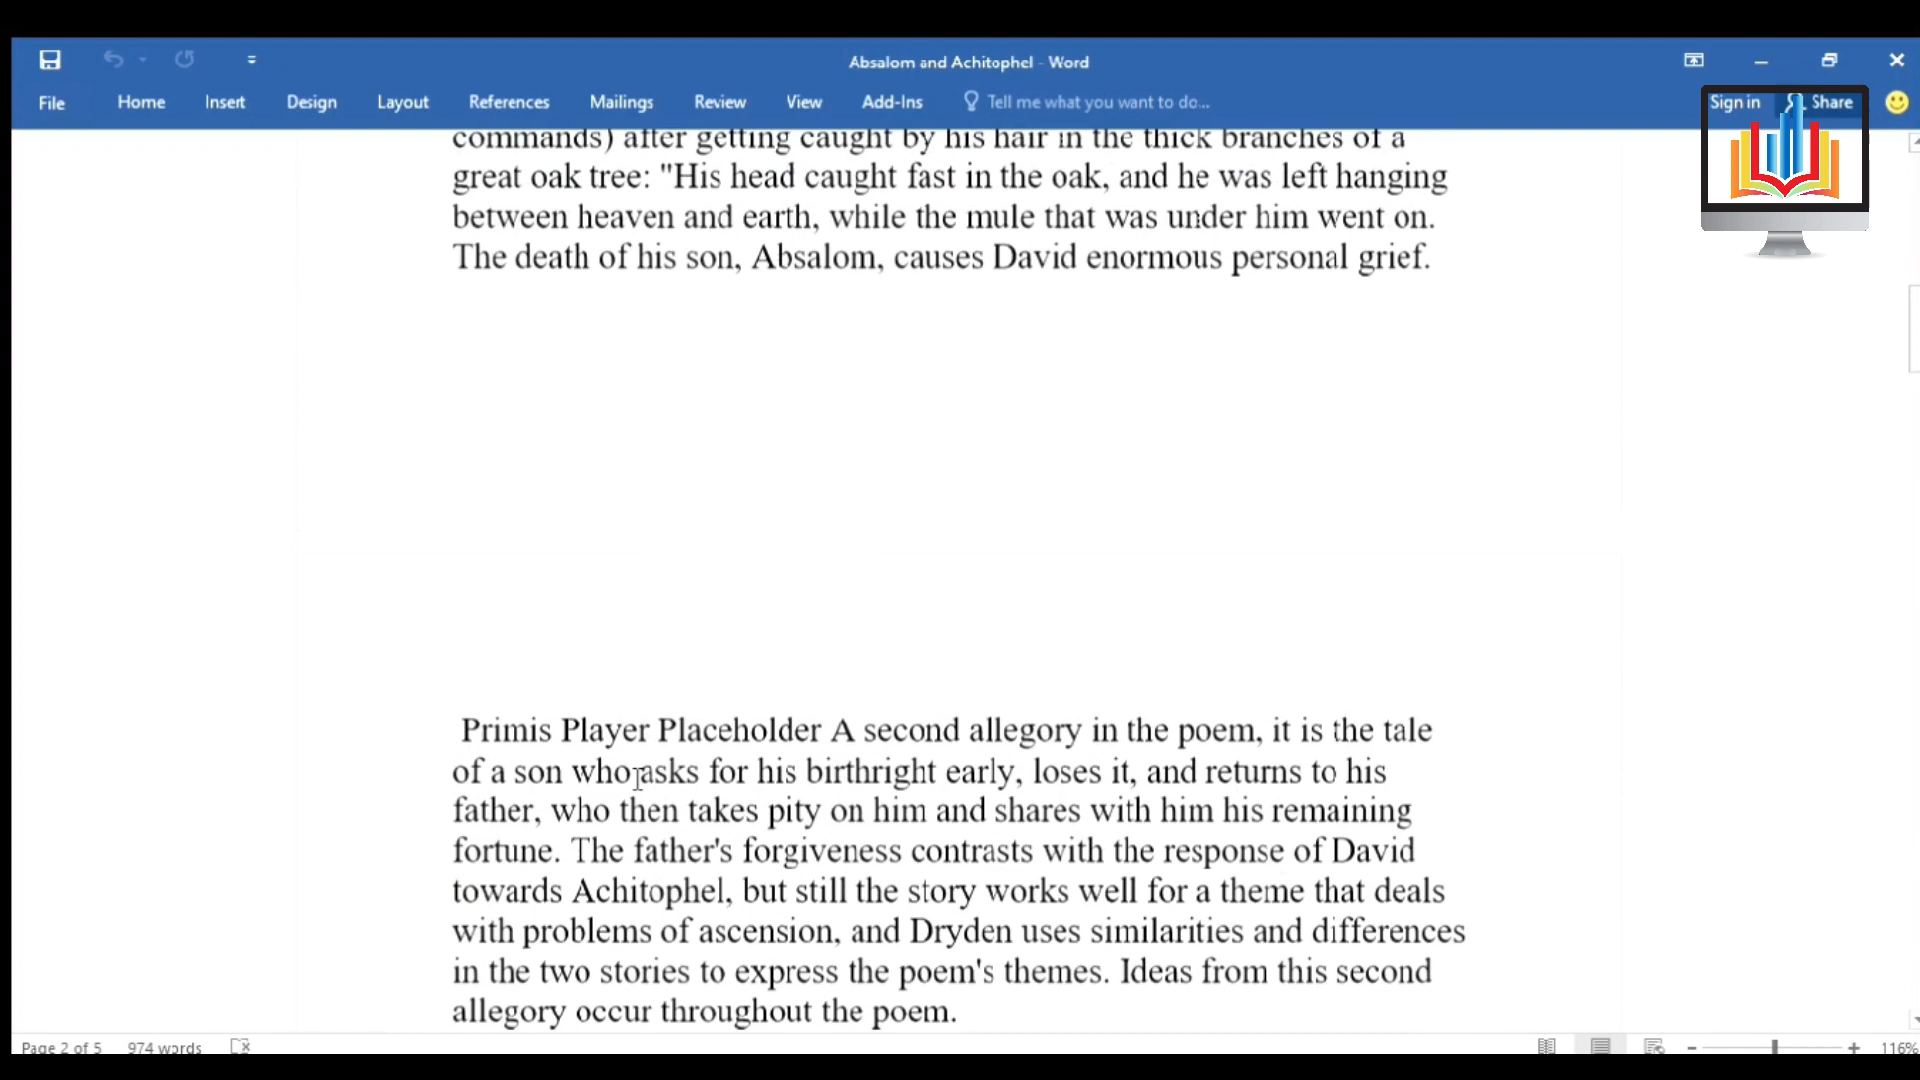 Absalom and Achitophel - Word
File Home Insert Design Layout References Mailings Review View Add-Ins Tell me what you want to do... Sign in Share
commands) after getting caught by his hair in the thick branches of a
great oak tree: "His head caught fast in the oak, and he was left hanging
between heaven and earth, while the mule that was under him went on.
The death of his son, Absalom, causes David enormous personal grief.
Primis Player Placeholder A second allegory in the poem, it is the tale
of a son who asks for his birthright early, loses it, and returns to his
father, who then takes pity on him and shares with him his remaining
fortune. The father's forgiveness contrasts with the response of David
towards Achitophel, but still the story works well for a theme that deals
with problems of ascension, and Dryden uses similarities and differences
in the two stories to express the poem's themes. Ideas from this second
allegory occur throughout the poem.
Page 2 of 5 974 words 116%